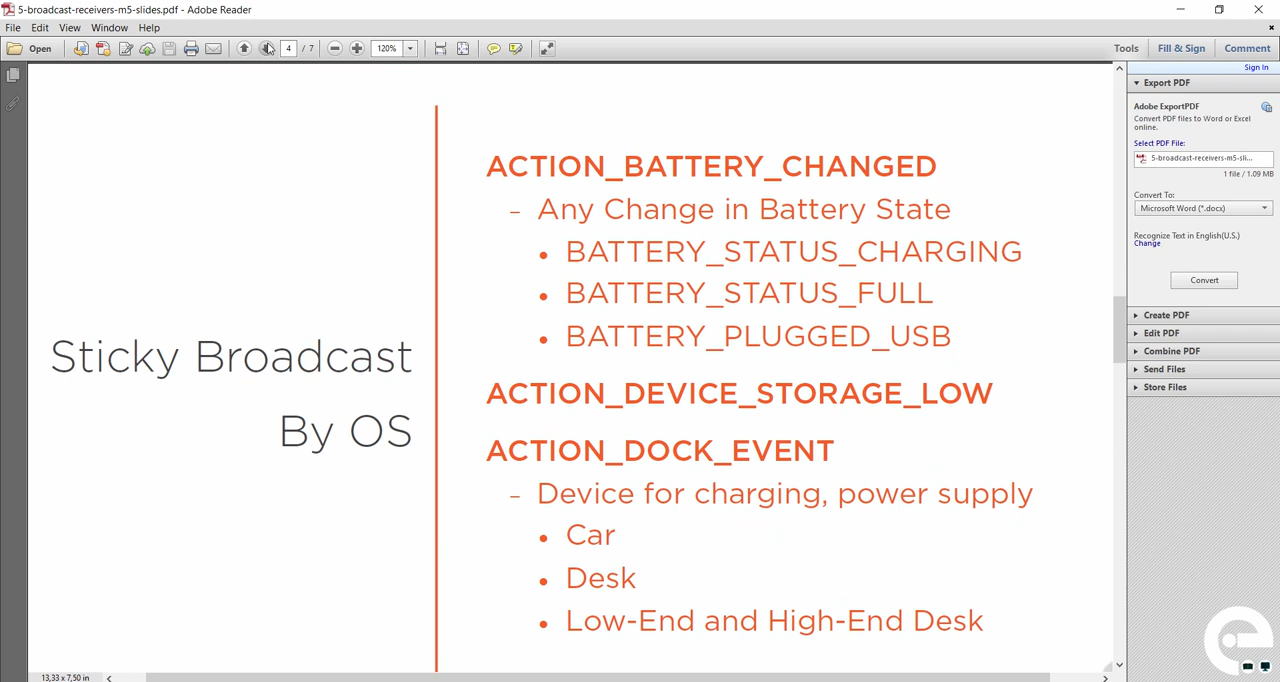 5-broadcast-receivers-m5-slides.pdf - Adobe Reader
File Edit View Window Help
Open 4 / 7 120% Tools Fill & Sign Comment
Sign In
Export PDF
Adobe ExportPDF
Convert PDF files to Word or Excel
online.
Select PDF File:
5-broadcast-receivers-m5-sli...
1 file / 1.09 MB
Convert To:
Microsoft Word (*.docx)
Recognize Text in English(U.S.)
Change
Convert
Create PDF
Edit PDF
Combine PDF
Send Files
Store Files
Sticky Broadcast
By OS
ACTION_BATTERY_CHANGED
– Any Change in Battery State
• BATTERY_STATUS_CHARGING
• BATTERY_STATUS_FULL
• BATTERY_PLUGGED_USB
ACTION_DEVICE_STORAGE_LOW
ACTION_DOCK_EVENT
– Device for charging, power supply
• Car
• Desk
• Low-End and High-End Desk
13,33 x 7,50 in